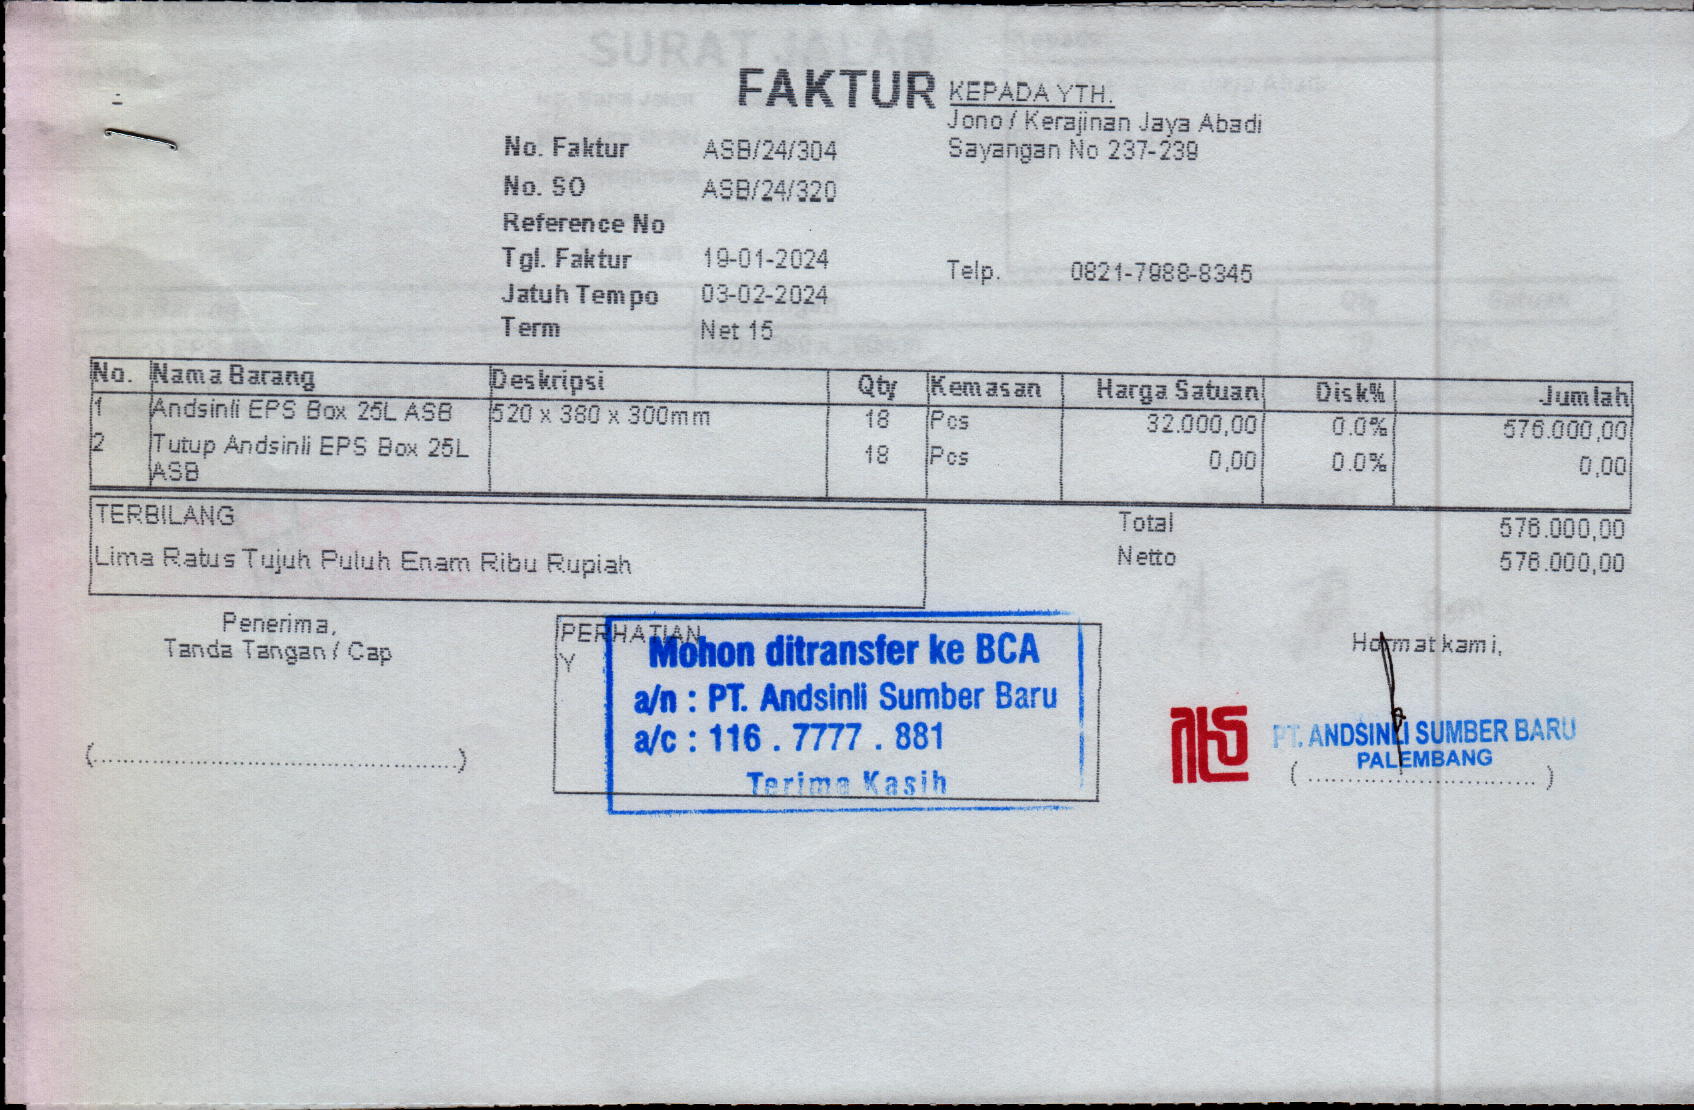 FAKTUR
KEPADA YTH.
Jono / Kerajinan Jaya Abadi
Sayangan No 237-239
Telp. 0821-7988-8345
No. Faktur ASB/24/304
No. SO ASB/24/320
Reference No
Tgl. Faktur 19-01-2024
Jatuh Tempo 03-02-2024
Term Net 15
No. Nama Barang Deskripsi Qty Kemasan Harga Satuan Disk% Jumlah
1 Andsinli EPS Box 25L ASB 520 x 380 x 300mm 18 Pcs 32.000,00 0.0% 576.000,00
2 Tutup Andsinli EPS Box 25L 18 Pcs 0,00 0.0% 0,00
ASB
TERBILANG
Lima Ratus Tujuh Puluh Enam Ribu Rupiah
Total 576.000,00
Netto 576.000,00
Penerima,
Tanda Tangan / Cap
(............................................)
PERHATIAN
Y
Mohon ditransfer ke BCA
a/n : PT. Andsinli Sumber Baru
a/c : 116 . 7777 . 881
Terima Kasih
Hormat kami,
PT. ANDSINLI SUMBER BARU
PALEMBANG
(............................)